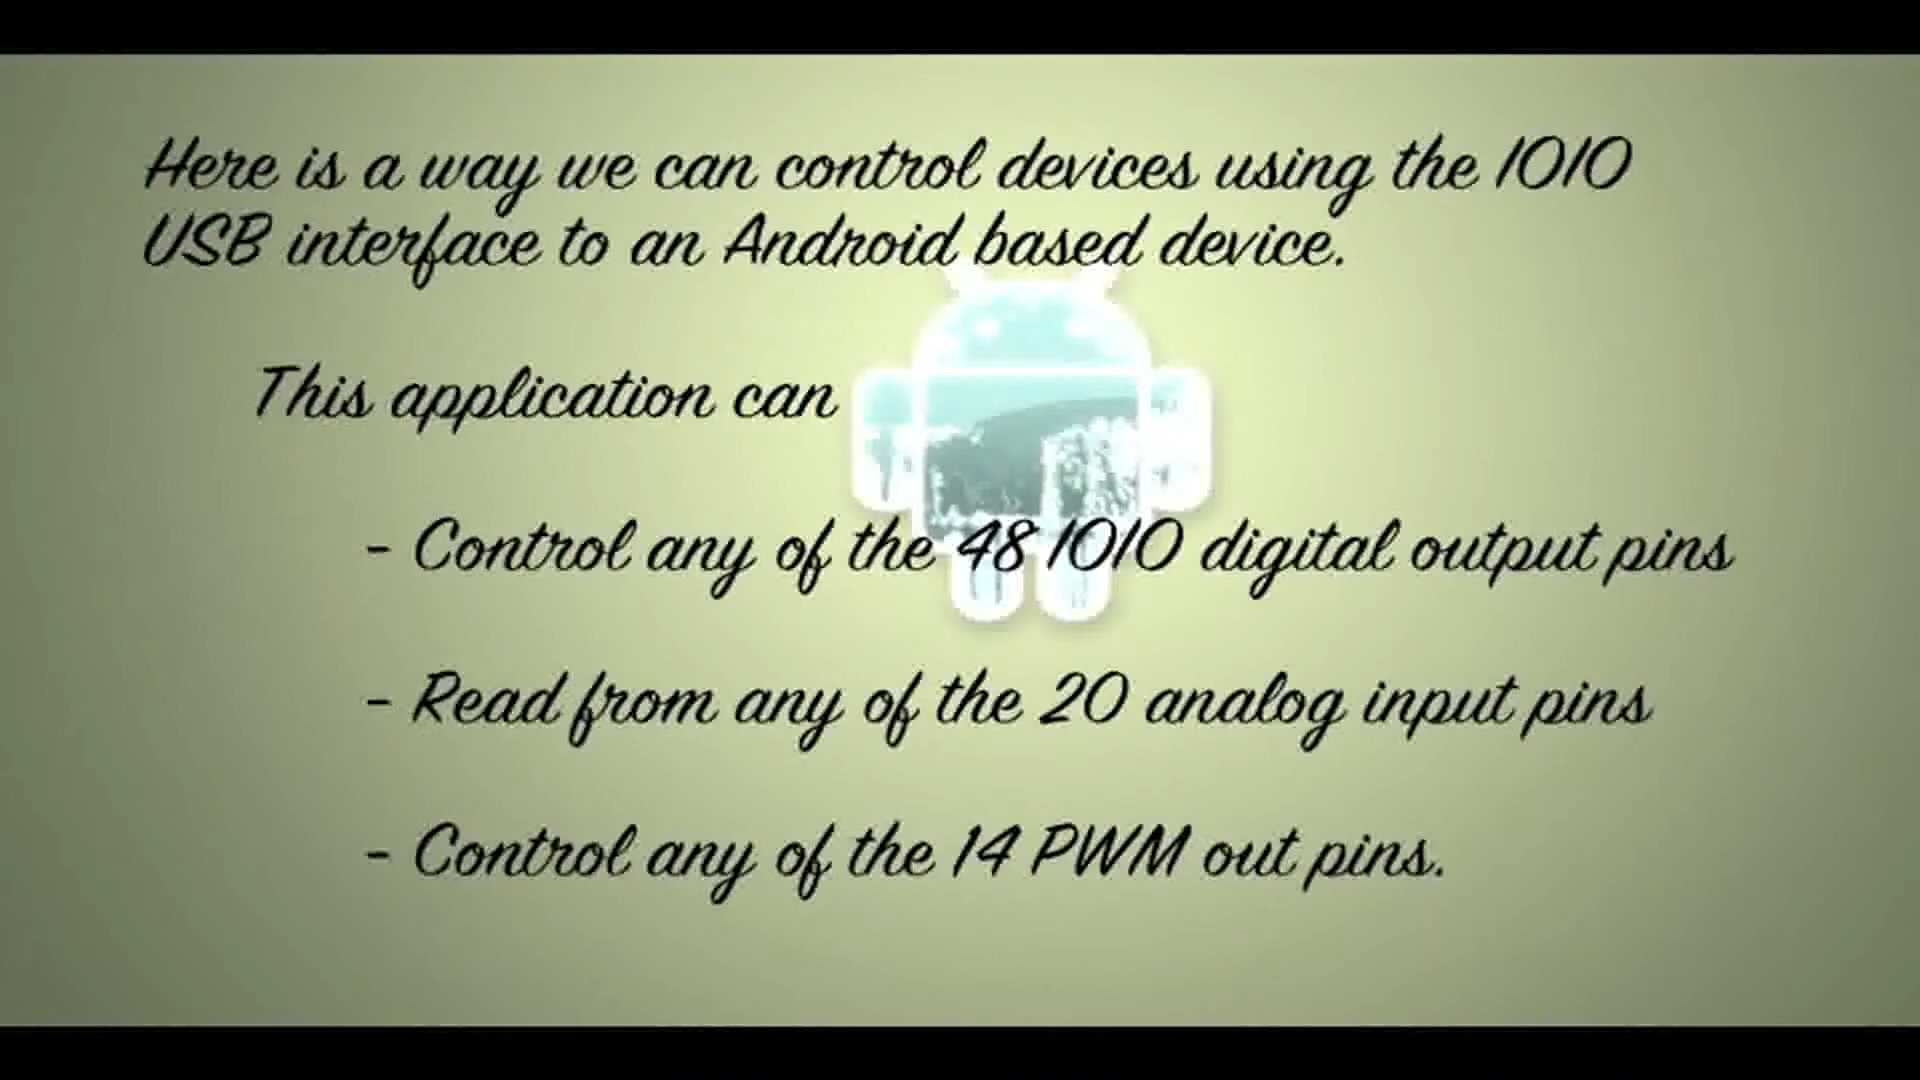 Here is a way we can control devices using the 1010
USB interface to an Android based device.
This application can
- Control any of the 48 1010 digital output pins
- Read from any of the 20 analog input pins
- Control any of the 14 PWM out pins.